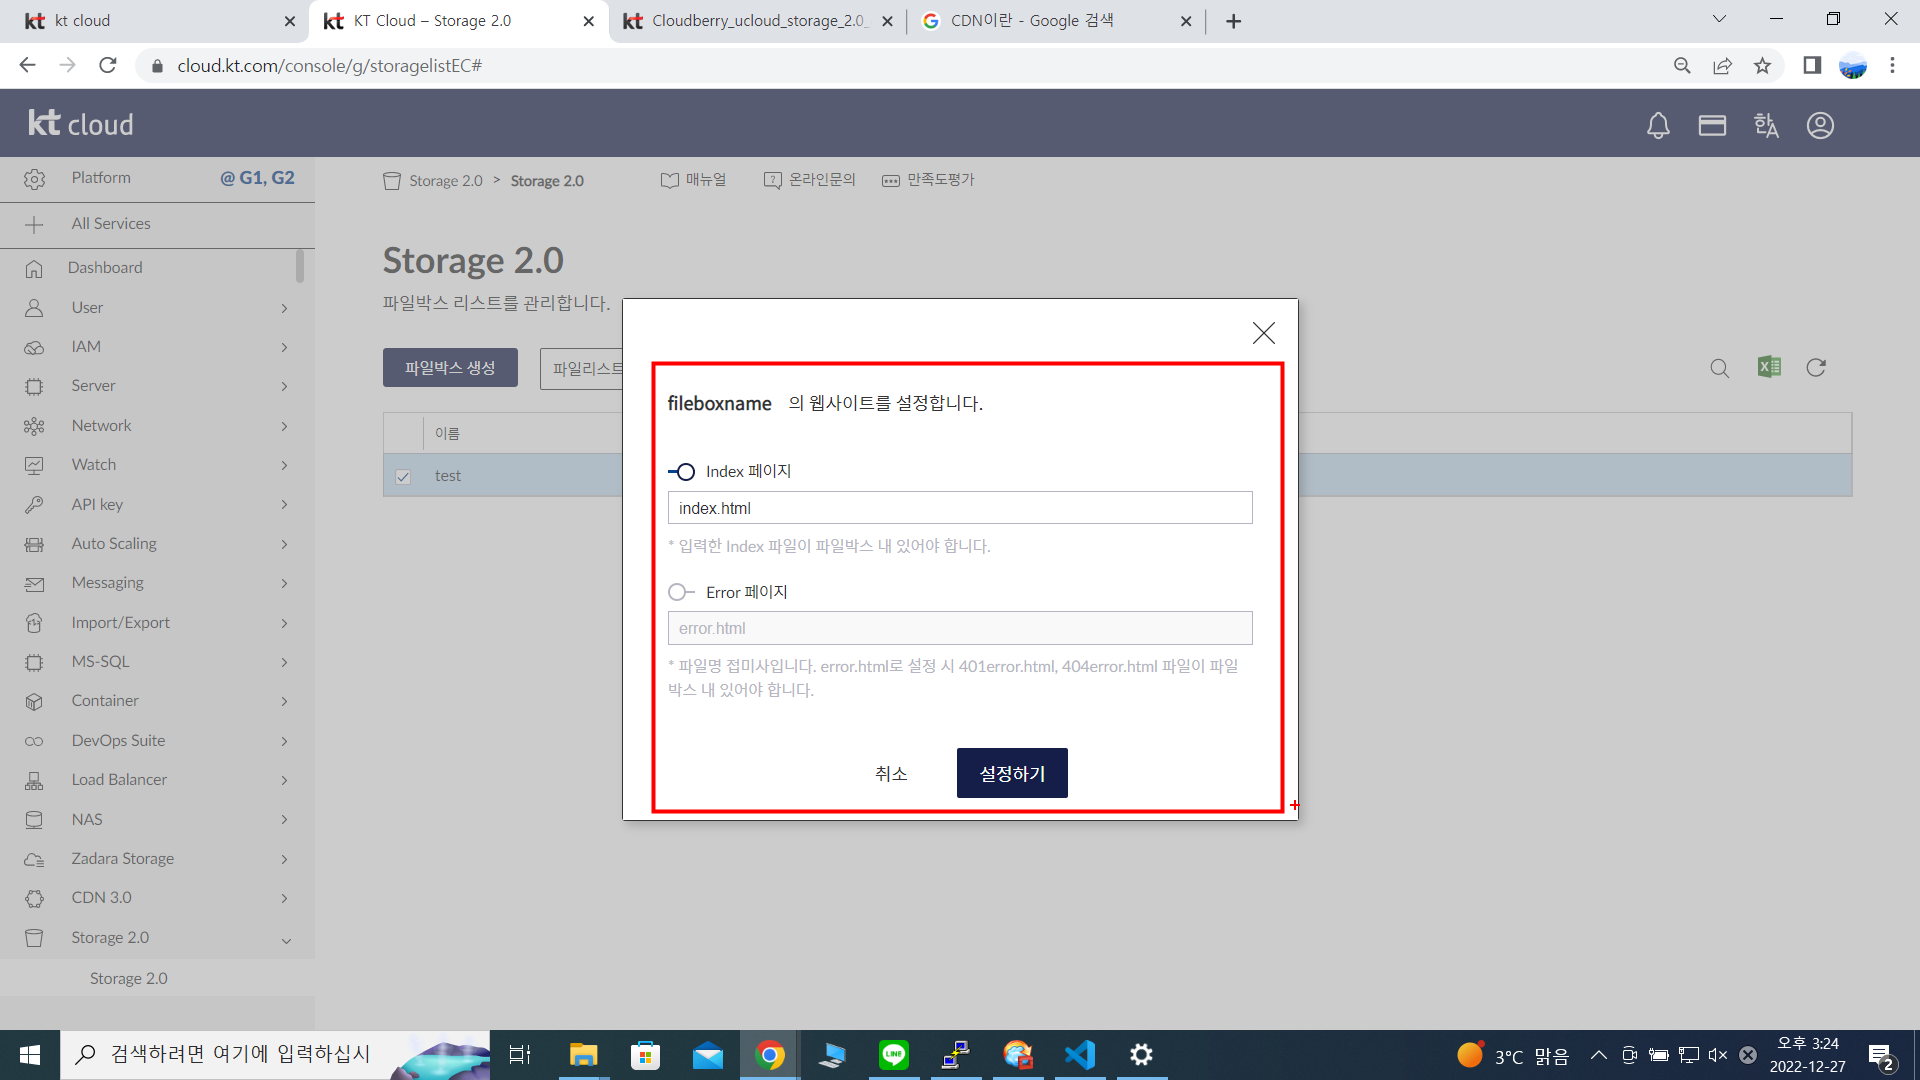 kt cloud
KT Cloud – Storage 2.0
Cloudberry_ucloud_storage_2.0_
CDN이란 - Google 검색
cloud.kt.com/console/g/storagelistEC#
kt cloud
한A
Platform @ G1, G2
All Services
Dashboard
User
IAM
Server
Network
Watch
API key
Auto Scaling
Messaging
Import/Export
MS-SQL
Container
DevOps Suite
Load Balancer
NAS
Zadara Storage
CDN 3.0
Storage 2.0
Storage 2.0
Storage 2.0 > Storage 2.0
매뉴얼
온라인문의
만족도평가
Storage 2.0
파일박스 리스트를 관리합니다.
파일박스 생성
파일리스트
이름
test
fileboxname 의 웹사이트를 설정합니다.
Index 페이지
index.html
* 입력한 Index 파일이 파일박스 내 있어야 합니다.
Error 페이지
error.html
* 파일명 접미사입니다. error.html로 설정 시 401error.html, 404error.html 파일이 파일
박스 내 있어야 합니다.
취소
설정하기
검색하려면 여기에 입력하십시
LINE
3°C 맑음
오후 3:24
2022-12-27
2